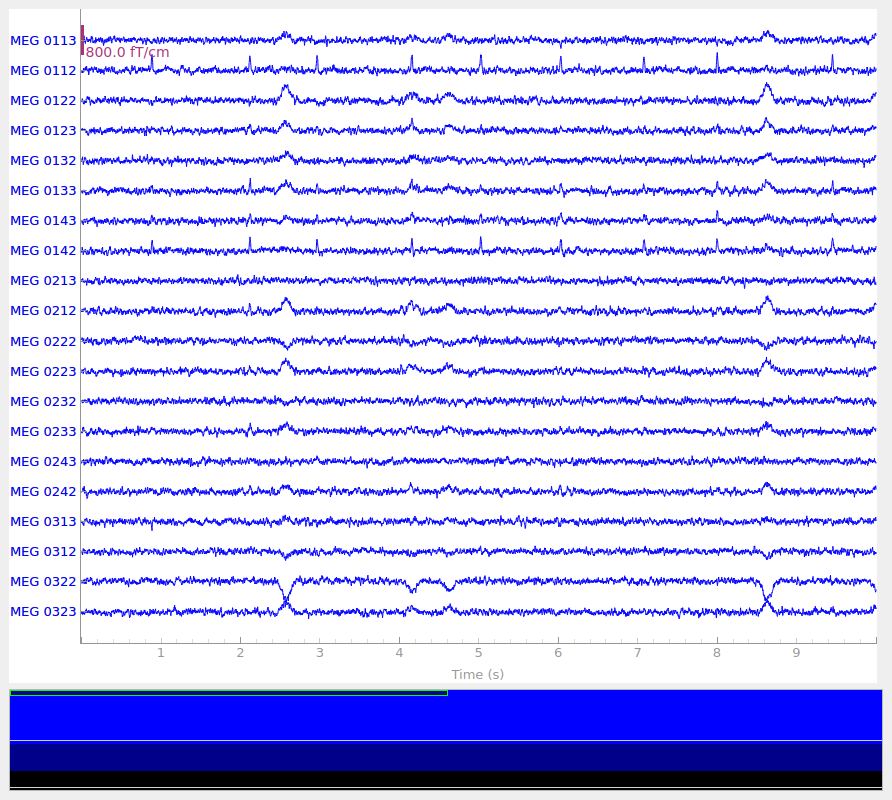 MEG 0113
800.0 fT/cm
MEG 0112
MEG 0122
MEG 0123
MEG 0132
MEG 0133
MEG 0143
MEG 0142
MEG 0213
MEG 0212
MEG 0222
MEG 0223
MEG 0232
MEG 0233
MEG 0243
MEG 0242
MEG 0313
MEG 0312
MEG 0322
MEG 0323
1 2 3 4 5 6 7 8 9
Time (s)